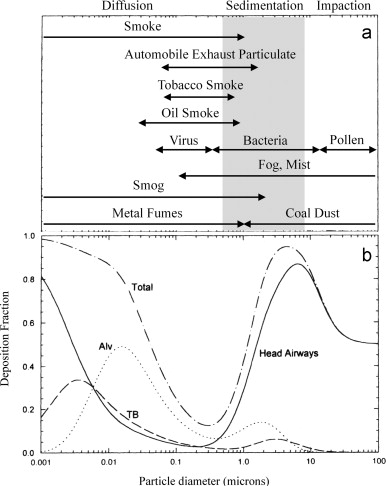 Diffusion Sedimentation Impaction
a
Smoke
Automobile Exhaust Particulate
Tobacco Smoke
Oil Smoke
Virus Bacteria Pollen
Fog, Mist
Smog
Metal Fumes Coal Dust
b
1.0
0.8
0.6
0.4
0.2
0.0
Deposition Fraction
Total
Alv
Head Airways
TB
0.001 0.01 0.1 1.0 10 100
Particle diameter (microns)